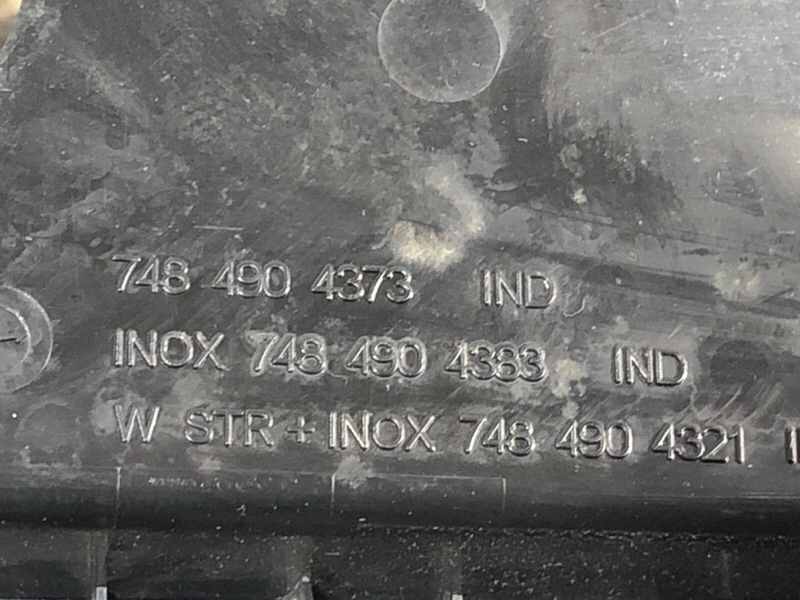 748 490 4373 IND
INOX 748 490 4383 IND
W STR + INOX 748 490 4321